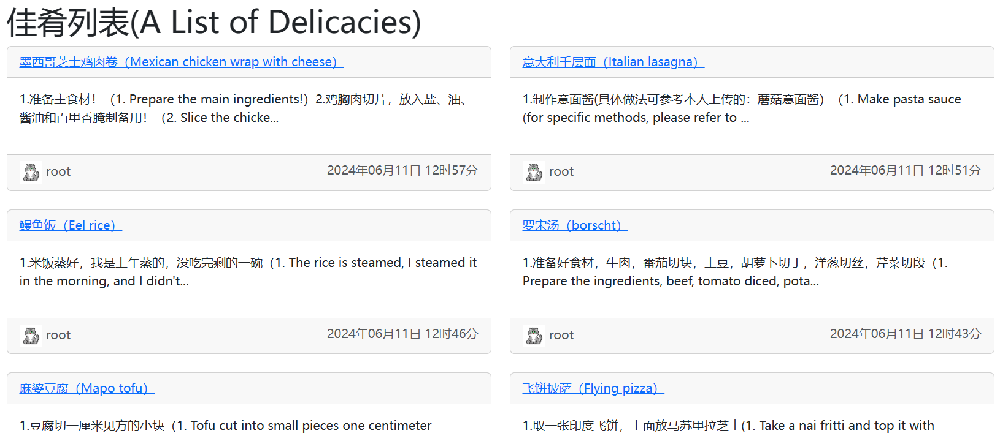 佳肴列表(A List of Delicacies)
墨西哥芝士鸡肉卷（Mexican chicken wrap with cheese）
1.准备主食材！（1. Prepare the main ingredients!）2.鸡胸肉切片，放入盐、油、
酱油和百里香腌制备用！（2. Slice the chicke...
root
2024年06月11日 12时57分
意大利千层面（Italian lasagna）
1.制作意面酱(具体做法可参考本人上传的：蘑菇意面酱）（1. Make pasta sauce
(for specific methods, please refer to ...
root
2024年06月11日 12时51分
鳗鱼饭（Eel rice）
1.米饭蒸好，我是上午蒸的，没吃完剩的一碗（1. The rice is steamed, I steamed it
in the morning, and I didn't...
root
2024年06月11日 12时46分
罗宋汤（borscht）
1.准备好食材，牛肉，番茄切块，土豆，胡萝卜切丁，洋葱切丝，芹菜切段（1.
Prepare the ingredients, beef, tomato diced, pota...
root
2024年06月11日 12时43分
麻婆豆腐（Mapo tofu）
1.豆腐切一厘米见方的小块（1. Tofu cut into small pieces one centimeter
飞饼披萨（Flying pizza）
1.取一张印度飞饼，上面放马苏里拉芝士(1. Take a nai fritti and top it with